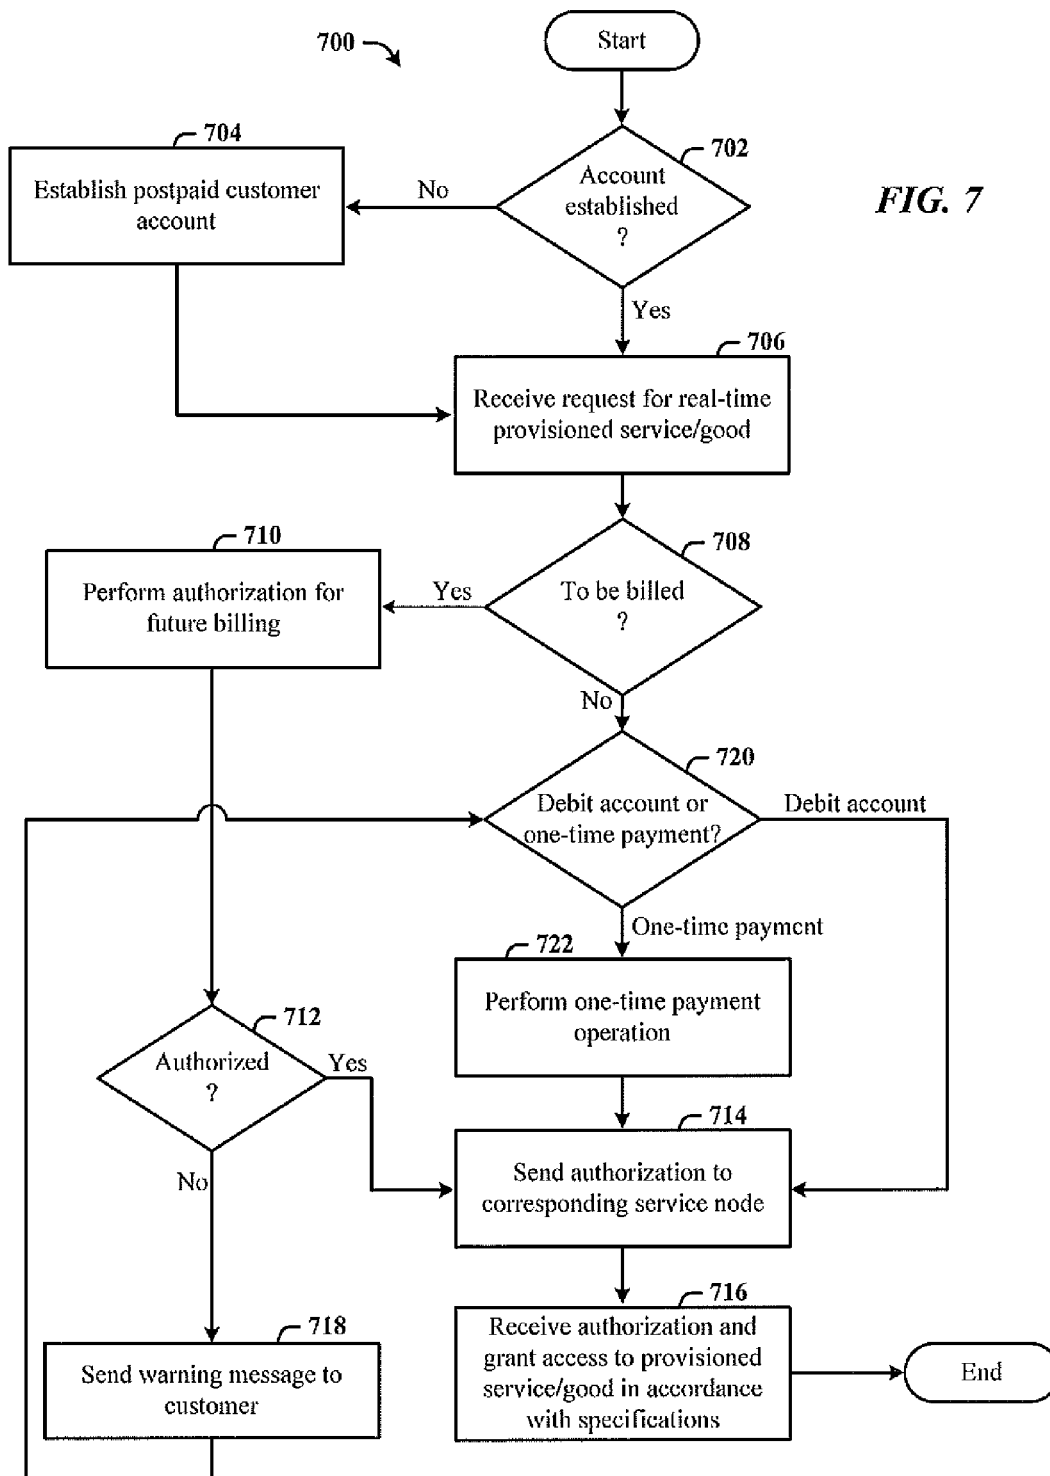 700
Start
704
702
Establish postpaid customer
account
No
Account
established
?
FIG. 7
Yes
706
Receive request for real-time
provisioned service/good
710
708
Perform authorization for
future billing
Yes
To be billed
?
No
720
Debit account or
one-time payment?
Debit account
One-time payment
722
Perform one-time payment
operation
712
Authorized
?
Yes
714
No
Send authorization to
corresponding service node
716
718
Receive authorization and
grant access to provisioned
service/good in accordance
with specifications
End
Send warning message to
customer